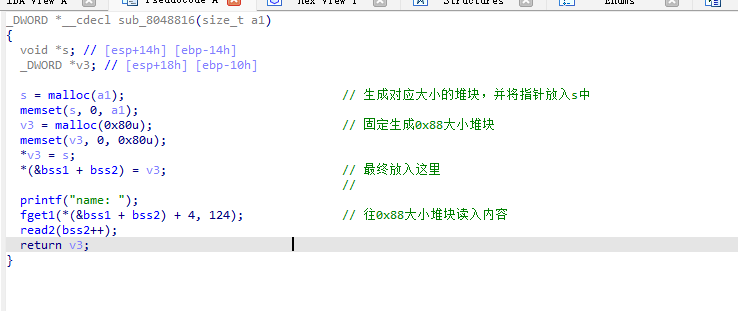 IDA View A Pseudocode A Hex View 1 Structures Enums
_DWORD *__cdecl sub_8048816(size_t a1)
{
void *s; // [esp+14h] [ebp-14h]
_DWORD *v3; // [esp+18h] [ebp-10h]
s = malloc(a1); // 生成对应大小的堆块，并将指针放入s中
memset(s, 0, a1);
v3 = malloc(0x80u); // 固定生成0x88大小堆块
memset(v3, 0, 0x80u);
*v3 = s;
*(&bss1 + bss2) = v3; // 最终放入这里
//
printf("name: ");
fget1(*(&bss1 + bss2) + 4, 124); // 往0x88大小堆块读入内容
read2(bss2++);
return v3;
}